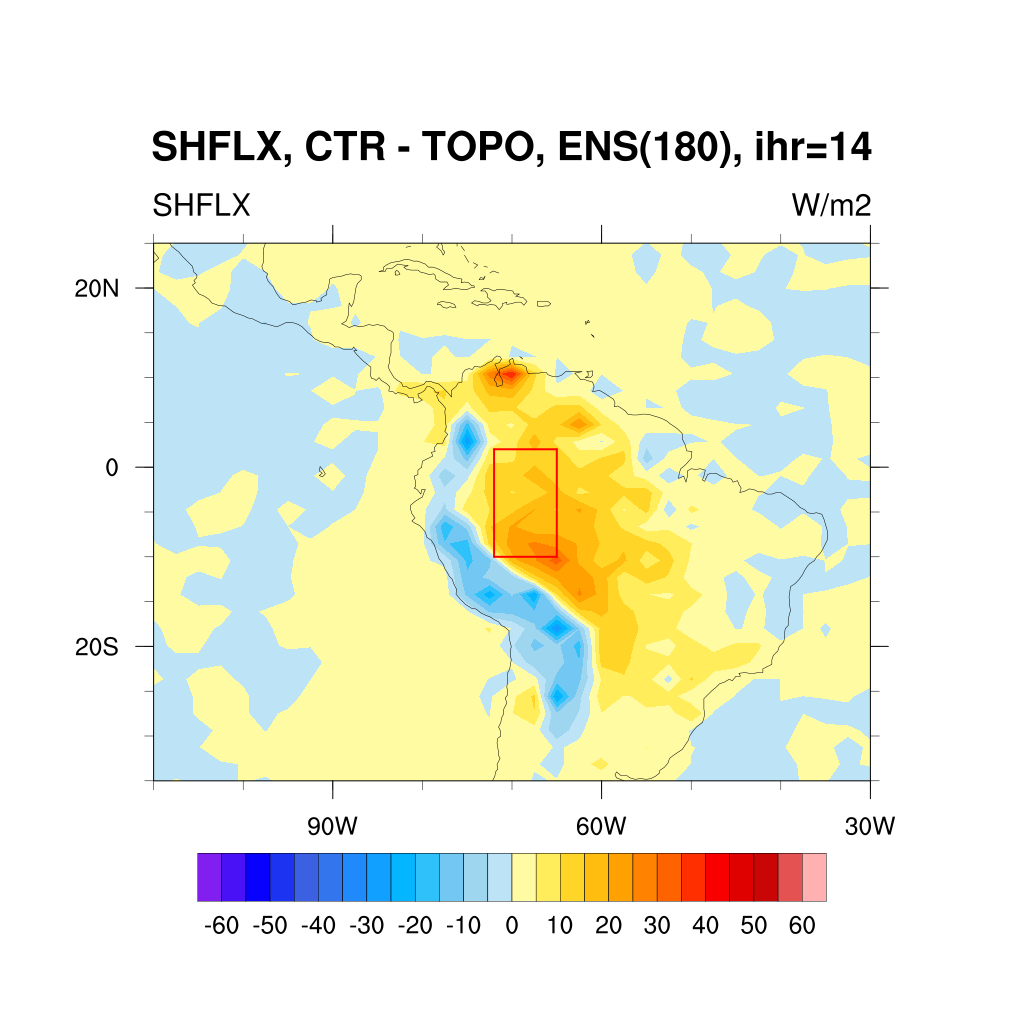 SHFLX, CTR - TOPO, ENS(180), ihr=14
SHFLX W/m2
20N
0
20S
90W 60W 30W
-60 -50 -40 -30 -20 -10 0 10 20 30 40 50 60